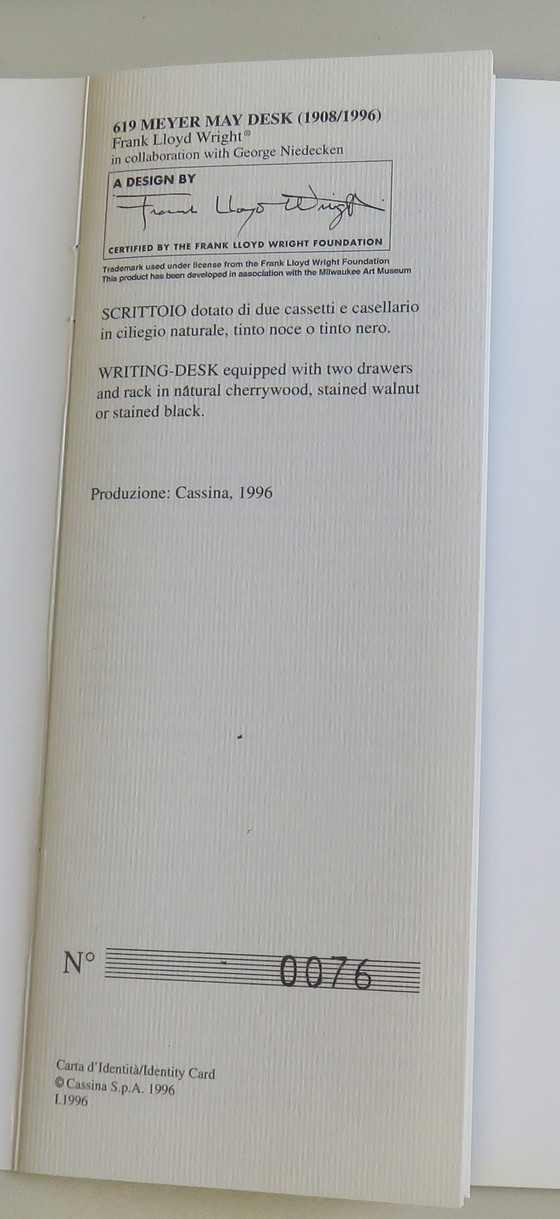 619 MEYER MAY DESK (1908/1996)
Frank Lloyd Wright®
in collaboration with George Niedecken
A DESIGN BY
Frank Lloyd Wright
CERTIFIED BY THE FRANK LLOYD WRIGHT FOUNDATION
Trademark used under license from the Frank Lloyd Wright Foundation
This product has been developed in association with the Milwaukee Art Museum
SCRITTOIO dotato di due cassetti e casellario
in ciliegio naturale, tinto noce o tinto nero.
WRITING-DESK equipped with two drawers
and rack in natural cherrywood, stained walnut
or stained black.
Produzione: Cassina, 1996
N° 0076
Carta d'Identità/Identity Card
© Cassina S.p.A. 1996
I.1996